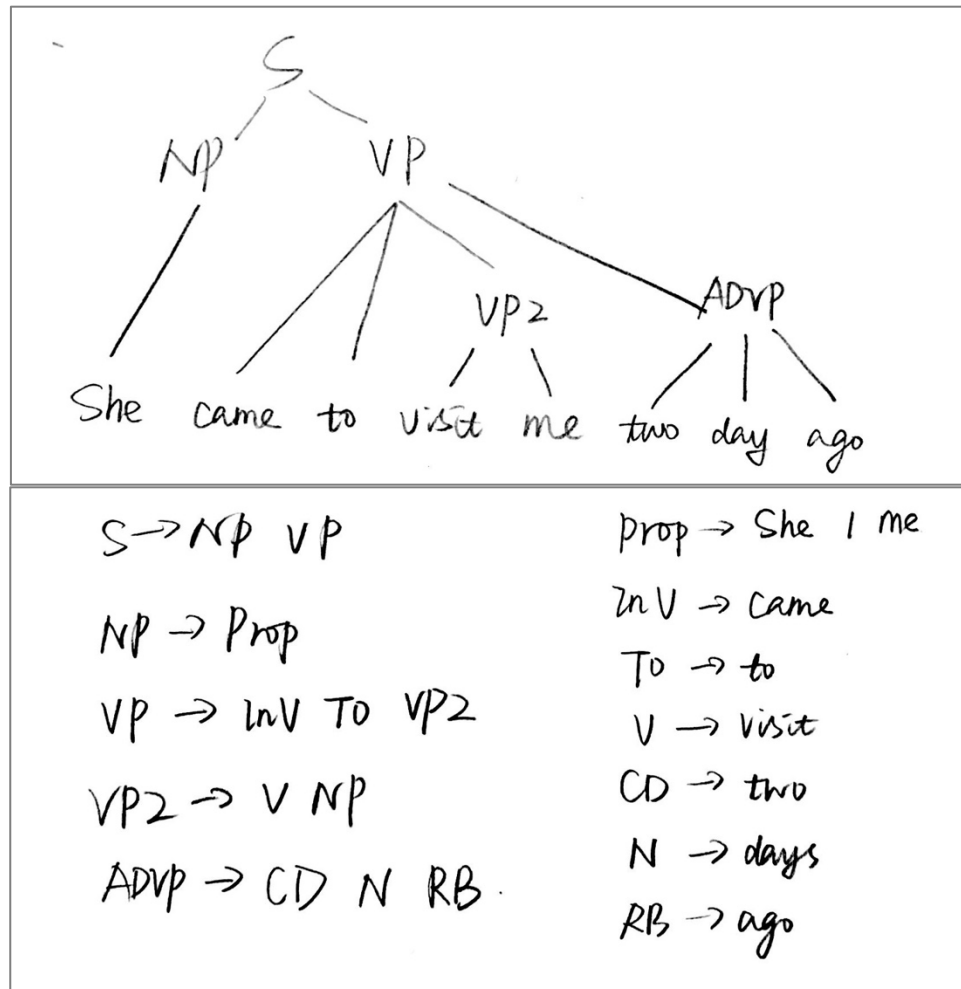 S
NP VP
VP2 ADVP
She came to visit me two day ago
S → NP VP
NP → Prop
VP → InV TO VP2
VP2 → V NP
ADVP → CD N RB.
Prop → She | me
InV → came
To → to
V → visit
CD → two
N → days
RB → ago